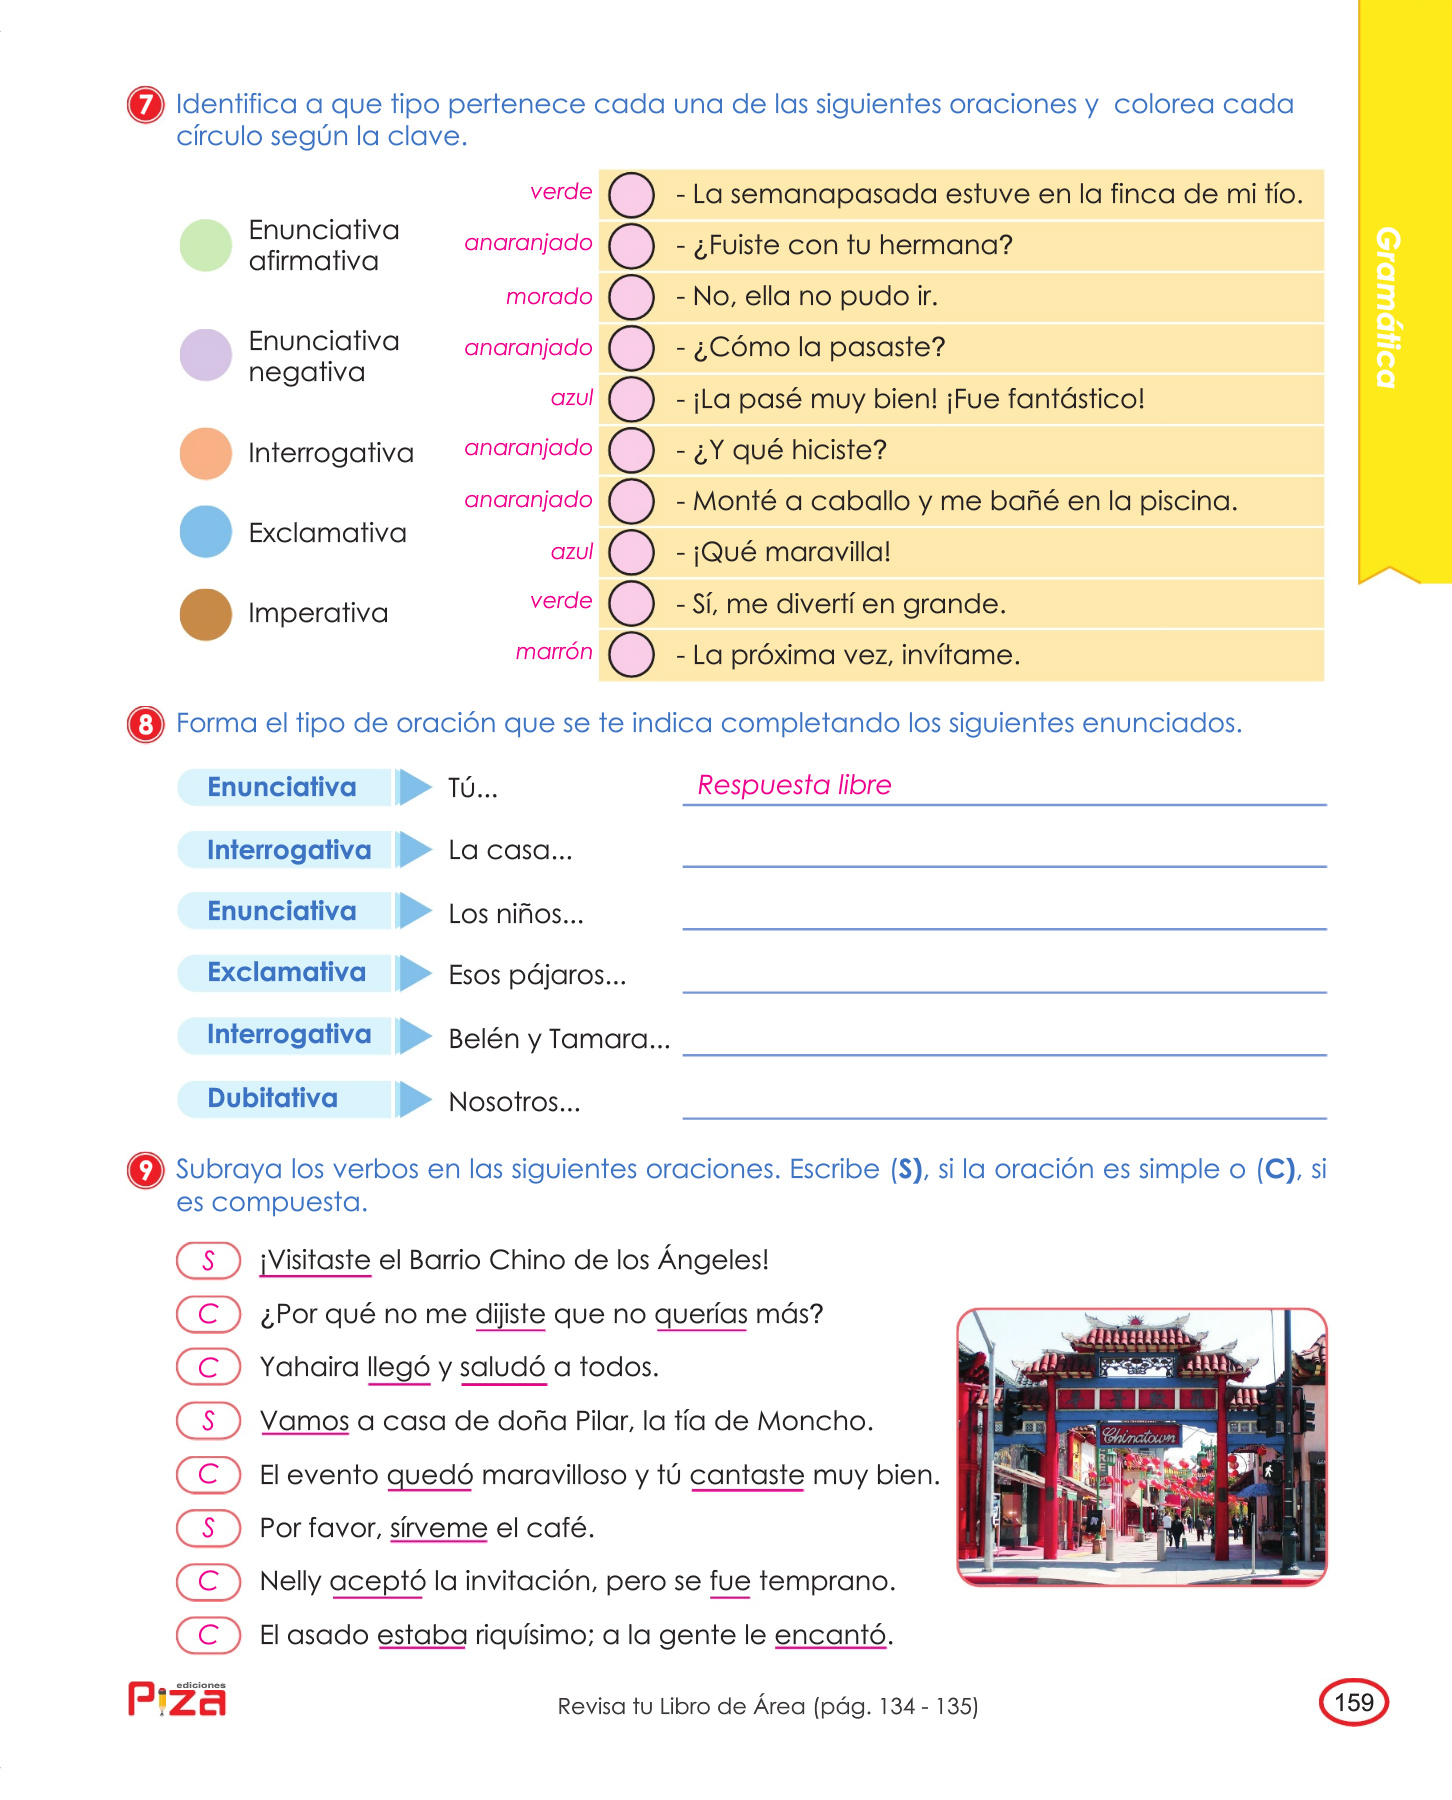 7 Identifica a que tipo pertenece cada una de las siguientes oraciones y colorea cada
círculo según la clave.
Enunciativa
afirmativa
Enunciativa
negativa
Interrogativa
Exclamativa
Imperativa
verde - La semanapasada estuve en la finca de mi tío.
anaranjado - ¿Fuiste con tu hermana?
morado - No, ella no pudo ir.
anaranjado - ¿Cómo la pasaste?
azul - ¡La pasé muy bien! ¡Fue fantástico!
anaranjado - ¿Y qué hiciste?
anaranjado - Monté a caballo y me bañé en la piscina.
azul - ¡Qué maravilla!
verde - Sí, me divertí en grande.
marrón - La próxima vez, invítame.
Gramática
8 Forma el tipo de oración que se te indica completando los siguientes enunciados.
Enunciativa Tú... Respuesta libre
Interrogativa La casa...
Enunciativa Los niños...
Exclamativa Esos pájaros...
Interrogativa Belén y Tamara...
Dubitativa Nosotros...
9 Subraya los verbos en las siguientes oraciones. Escribe (S), si la oración es simple o (C), si
es compuesta.
S ¡Visitaste el Barrio Chino de los Ángeles!
C ¿Por qué no me dijiste que no querías más?
C Yahaira llegó y saludó a todos.
S Vamos a casa de doña Pilar, la tía de Moncho.
C El evento quedó maravilloso y tú cantaste muy bien.
S Por favor, sírveme el café.
C Nelly aceptó la invitación, pero se fue temprano.
C El asado estaba riquísimo; a la gente le encantó.
Chinatown
ediciones
Piza
Revisa tu Libro de Área (pág. 134 - 135)
159